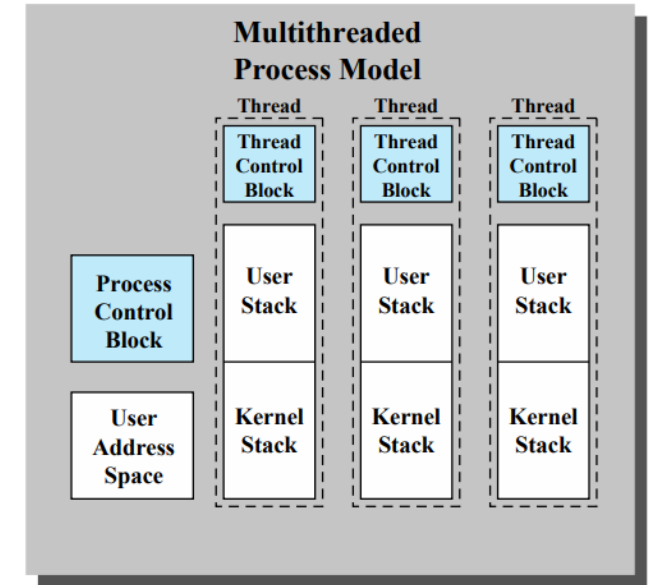 Multithreaded
Process Model
Thread
Thread
Thread
Thread
Control
Block
Thread
Control
Block
Thread
Control
Block
User
Stack
User
Stack
User
Stack
Process
Control
Block
User
Address
Space
Kernel
Stack
Kernel
Stack
Kernel
Stack